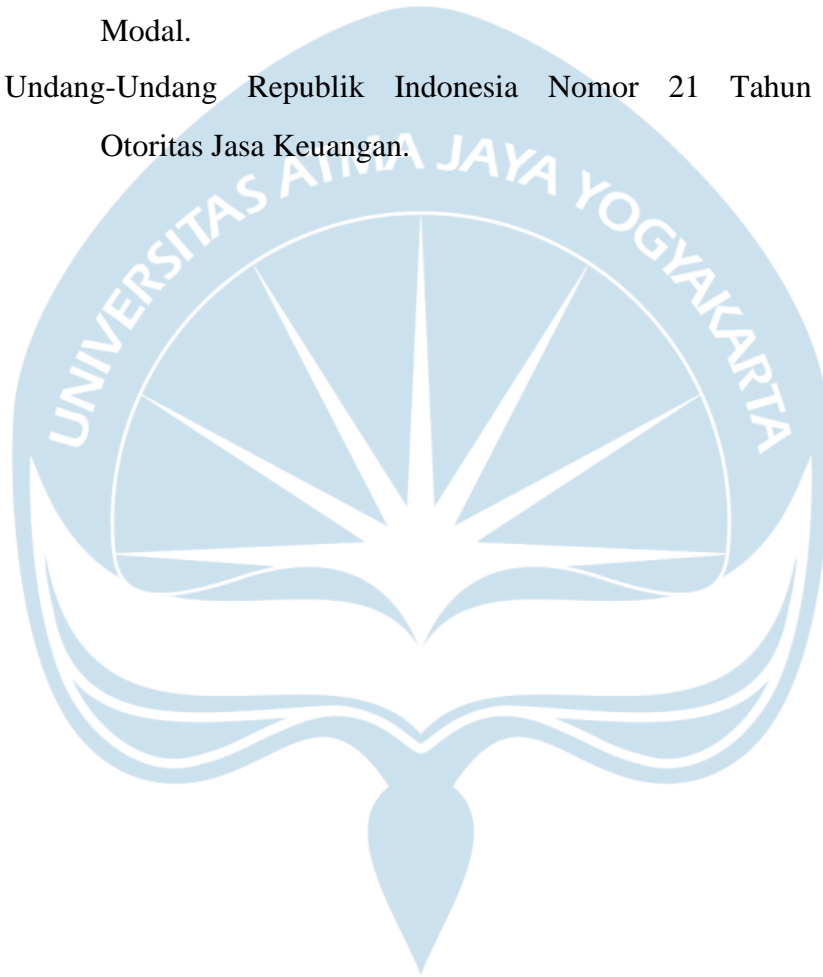 Modal.
Undang-Undang Republik Indonesia Nomor 21 Tahun
Otoritas Jasa Keuangan.
UNIVERSITAS ATMA JAYA YOGYAKARTA